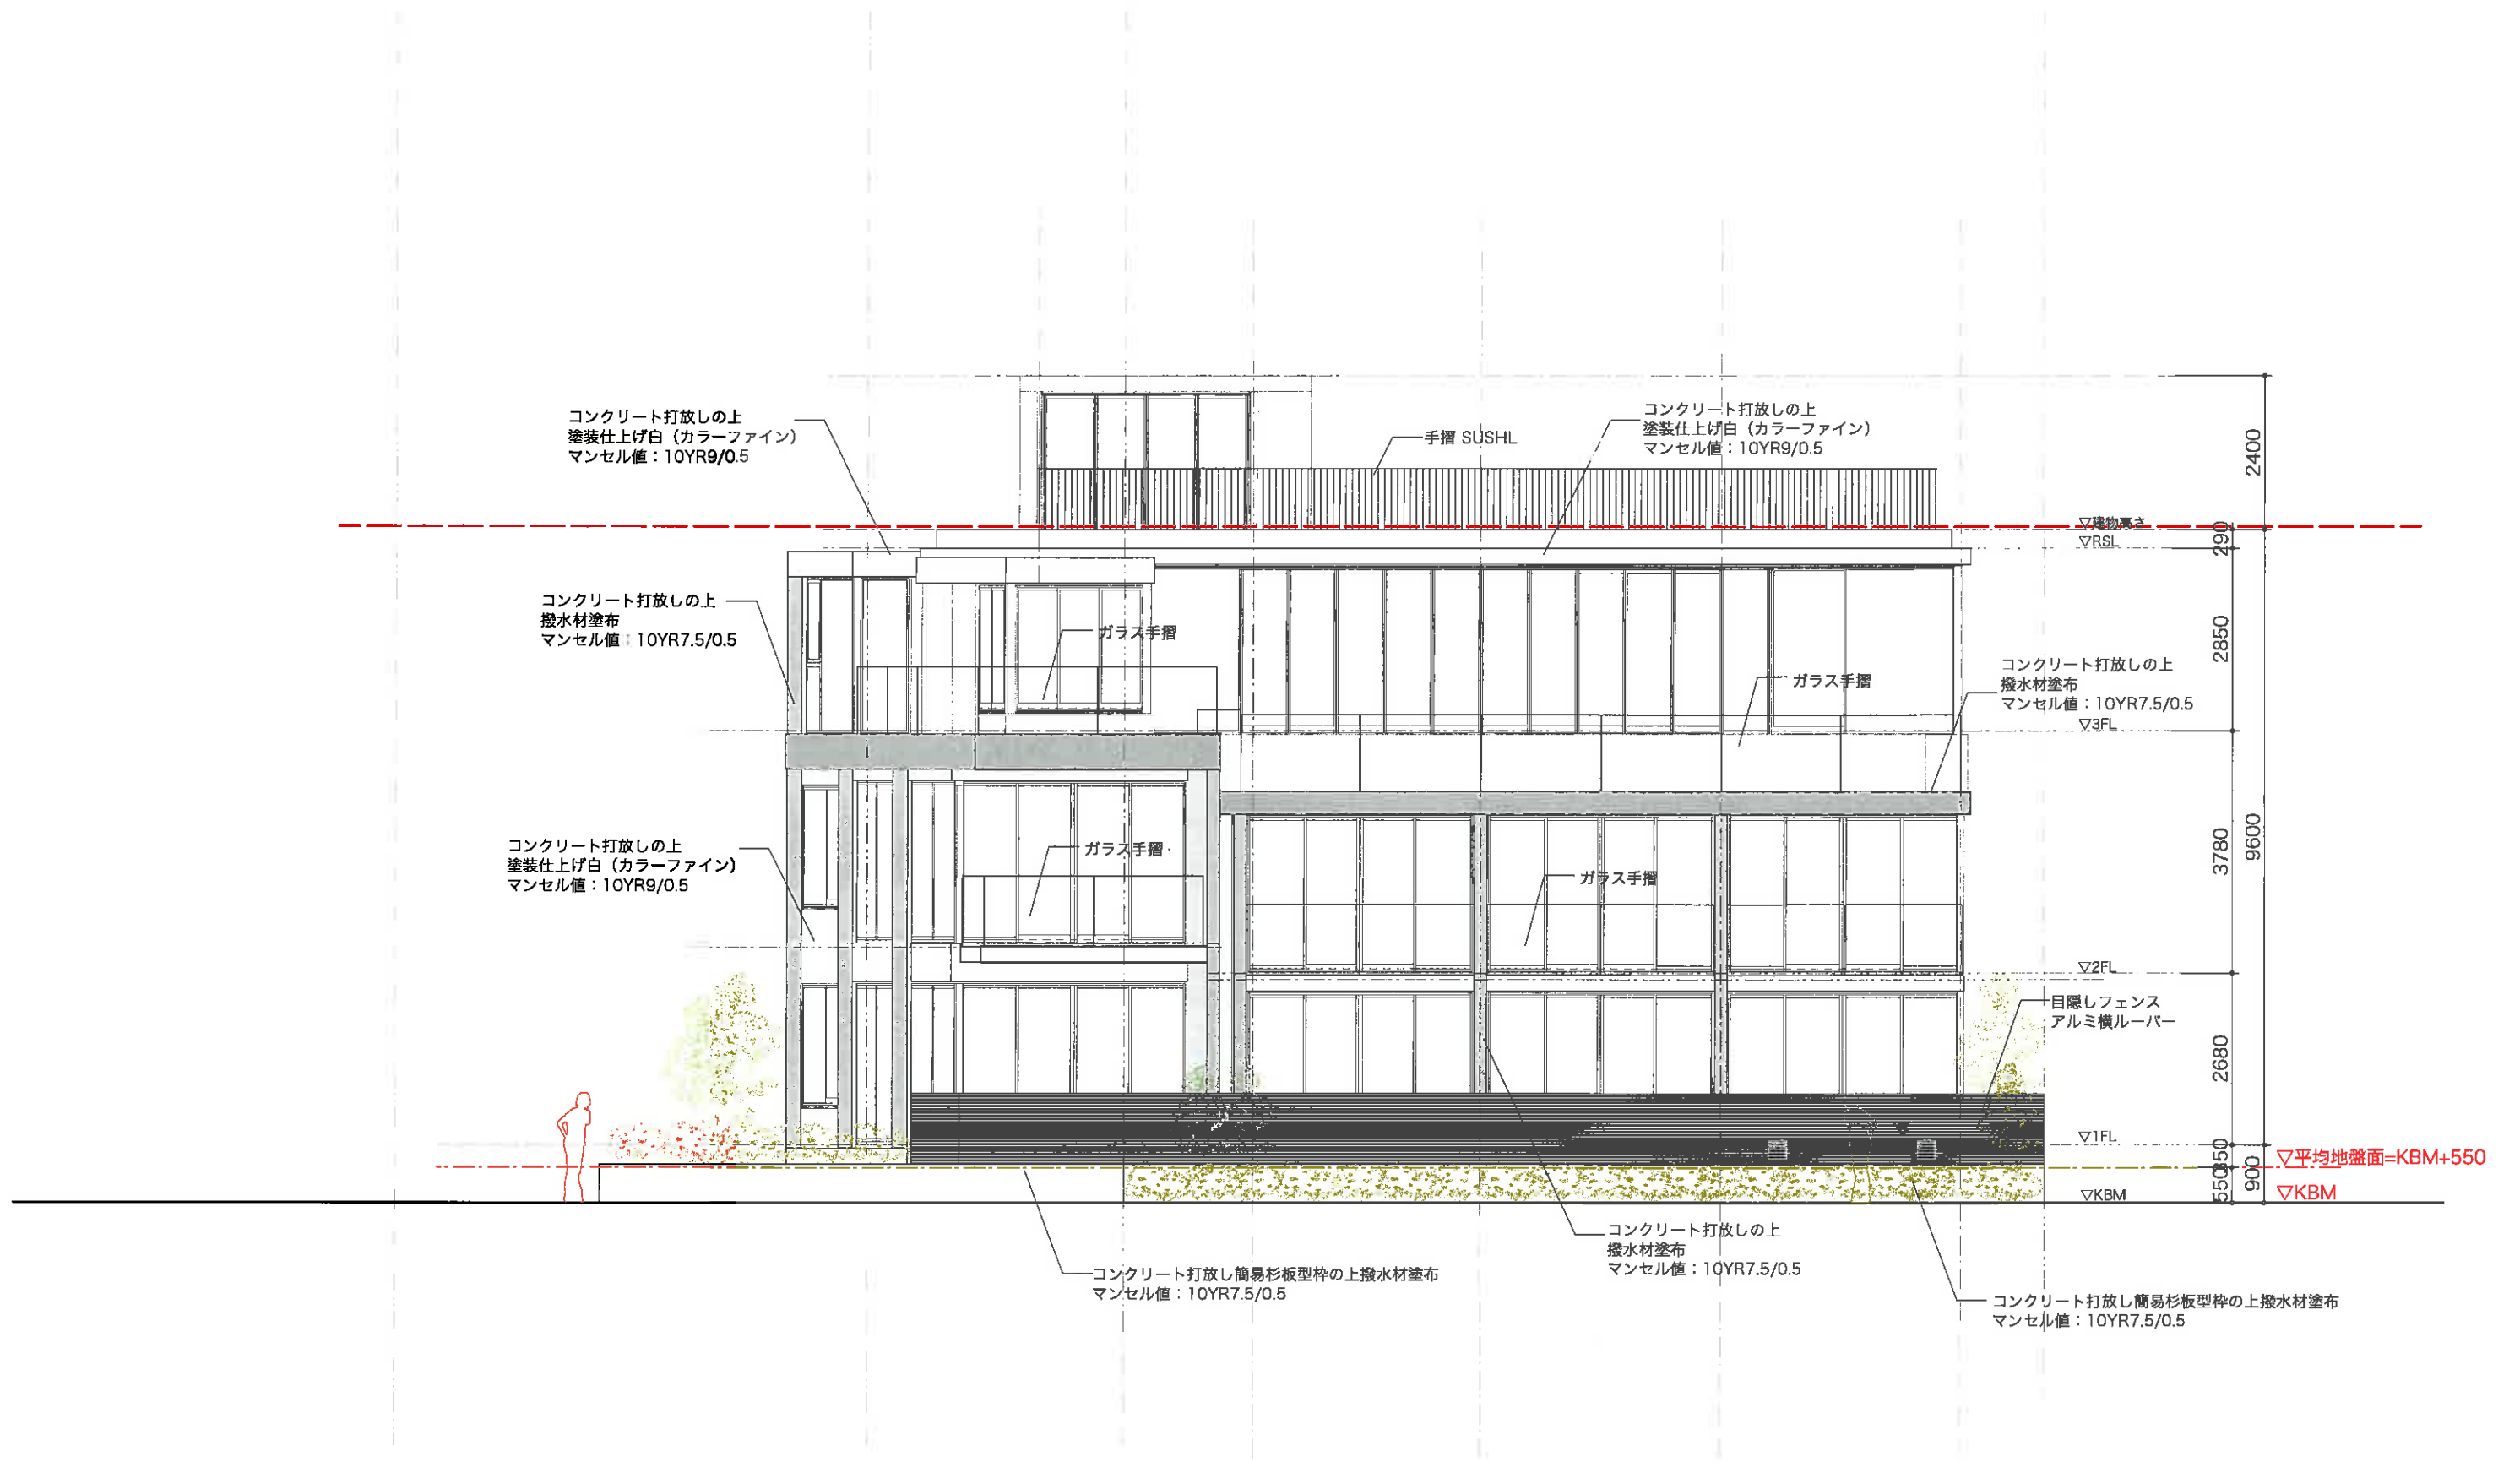 コンクリート打放しの上
塗装仕上げ白（カラーファイン）
マンセル値：10YR9/0.5
手摺 SUSHL
コンクリート打放しの上
塗装仕上げ白（カラーファイン）
マンセル値：10YR9/0.5
2400
▽建物高さ
290
▽RSL
コンクリート打放しの上
撥水材塗布
マンセル値：10YR7.5/0.5
ガラス手摺
ガラス手摺
2850
コンクリート打放しの上
撥水材塗布
マンセル値：10YR7.5/0.5
▽3FL
コンクリート打放しの上
塗装仕上げ白（カラーファイン）
マンセル値：10YR9/0.5
ガラス手摺
ガラス手摺
3780
9600
▽2FL
目隠しフェンス
アルミ横ルーバー
2680
▽1FL
350
▽平均地盤面=KBM+550
550
900
▽KBM
▽KBM
コンクリート打放しの上
撥水材塗布
マンセル値：10YR7.5/0.5
コンクリート打放し簡易杉板型枠の上撥水材塗布
マンセル値：10YR7.5/0.5
コンクリート打放し簡易杉板型枠の上撥水材塗布
マンセル値：10YR7.5/0.5